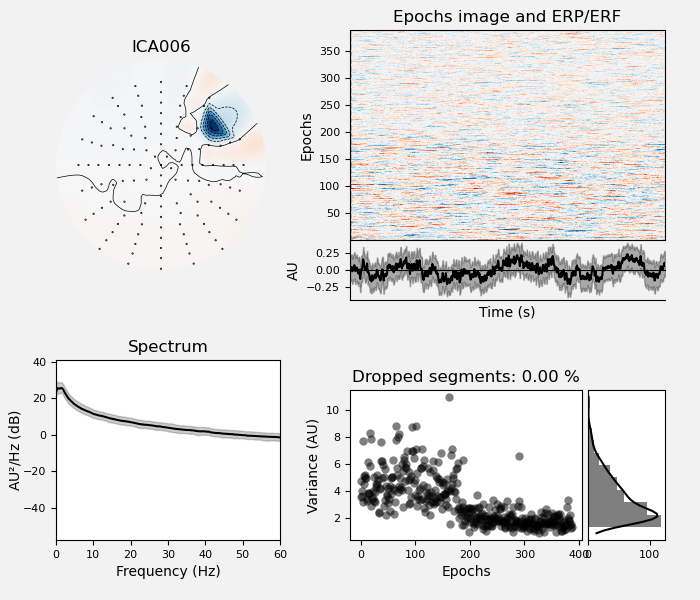 Epochs image and ERP/ERF
ICA006
350
300
250
200
150
100
50
Epochs
0.25
0.00
−0.25
AU
Time (s)
Spectrum
40
20
0
−20
−40
AU²/Hz (dB)
0 10 20 30 40 50 60
Frequency (Hz)
Dropped segments: 0.00 %
10
8
6
4
2
Variance (AU)
0 100 200 300 400
Epochs
0 100